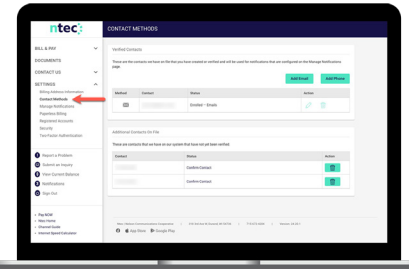 ntec
CONTACT METHODS
BILL & PAY
DOCUMENTS
CONTACT US
SETTINGS
Billing Address Information
Contact Methods
Manage Notifications
Paperless Billing
Registered Accounts
Security
Two-Factor Authentication
Report a Problem
Submit an Inquiry
View Current Balance
Notifications
Sign Out
Pay NOW
Ntec Home
Channel Guide
Internet Speed Calculator
Verified Contacts
These are the contacts we have on file that you have created or verified and will be used for notifications that are configured on the Manage Notifications
page.
Add Email
Add Phone
Method
Contact
Status
Action
Enabled – Emails
Additional Contacts On File
These are contacts that we have on our system that have not yet been verified.
Contact
Status
Action
Confirm Contact
Confirm Contact
App Store
Google Play